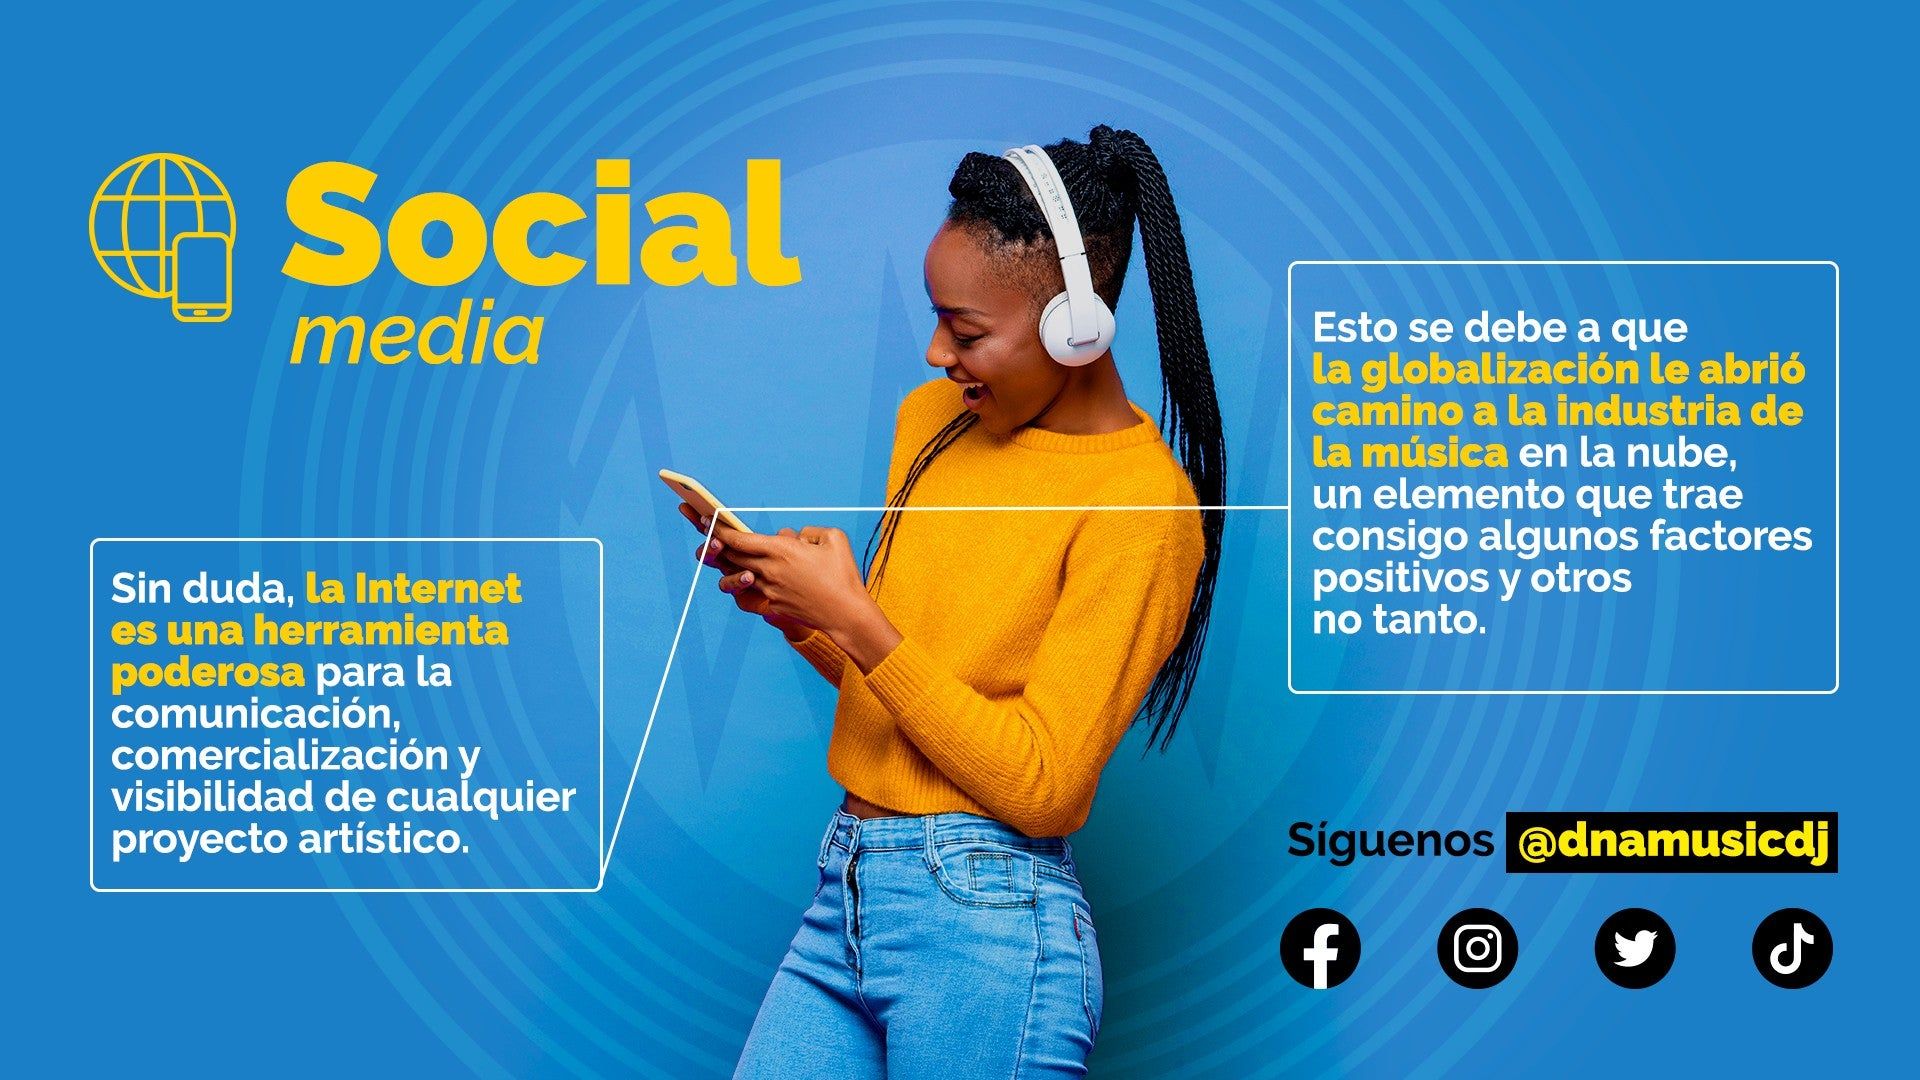 Social
media
Sin duda, la Internet
es una herramienta
poderosa para la
comunicación,
comercialización y
visibilidad de cualquier
proyecto artístico.
Esto se debe a que
la globalización le abrió
camino a la industria de
la música en la nube,
un elemento que trae
consigo algunos factores
positivos y otros
no tanto.
Síguenos @dnamusicdj